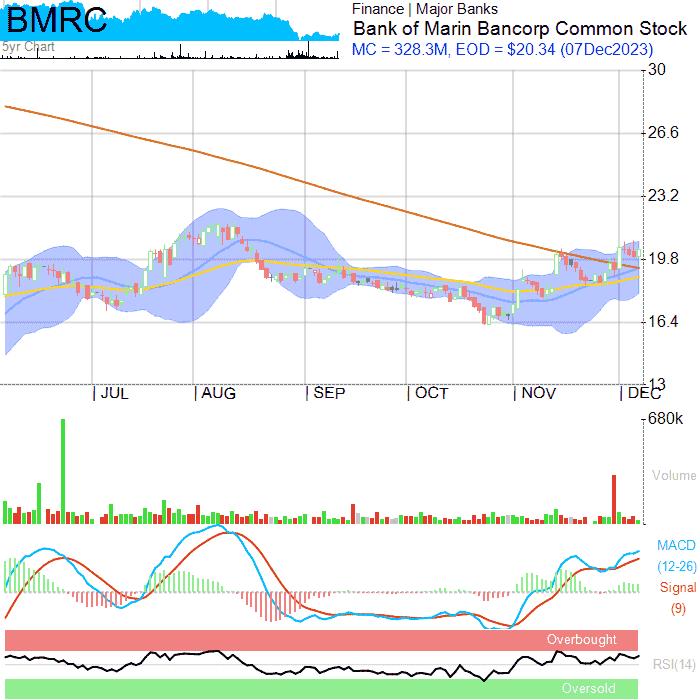 BMRC
Finance | Major Banks
Bank of Marin Bancorp Common Stock
5yr Chart
MC = 328.3M, EOD = $20.34 (07Dec2023)
30
26.6
23.2
19.8
16.4
13
JUL
AUG
SEP
OCT
NOV
DEC
680k
Volume
MACD
(12-26)
Signal
(9)
Overbought
RSI(14)
Oversold